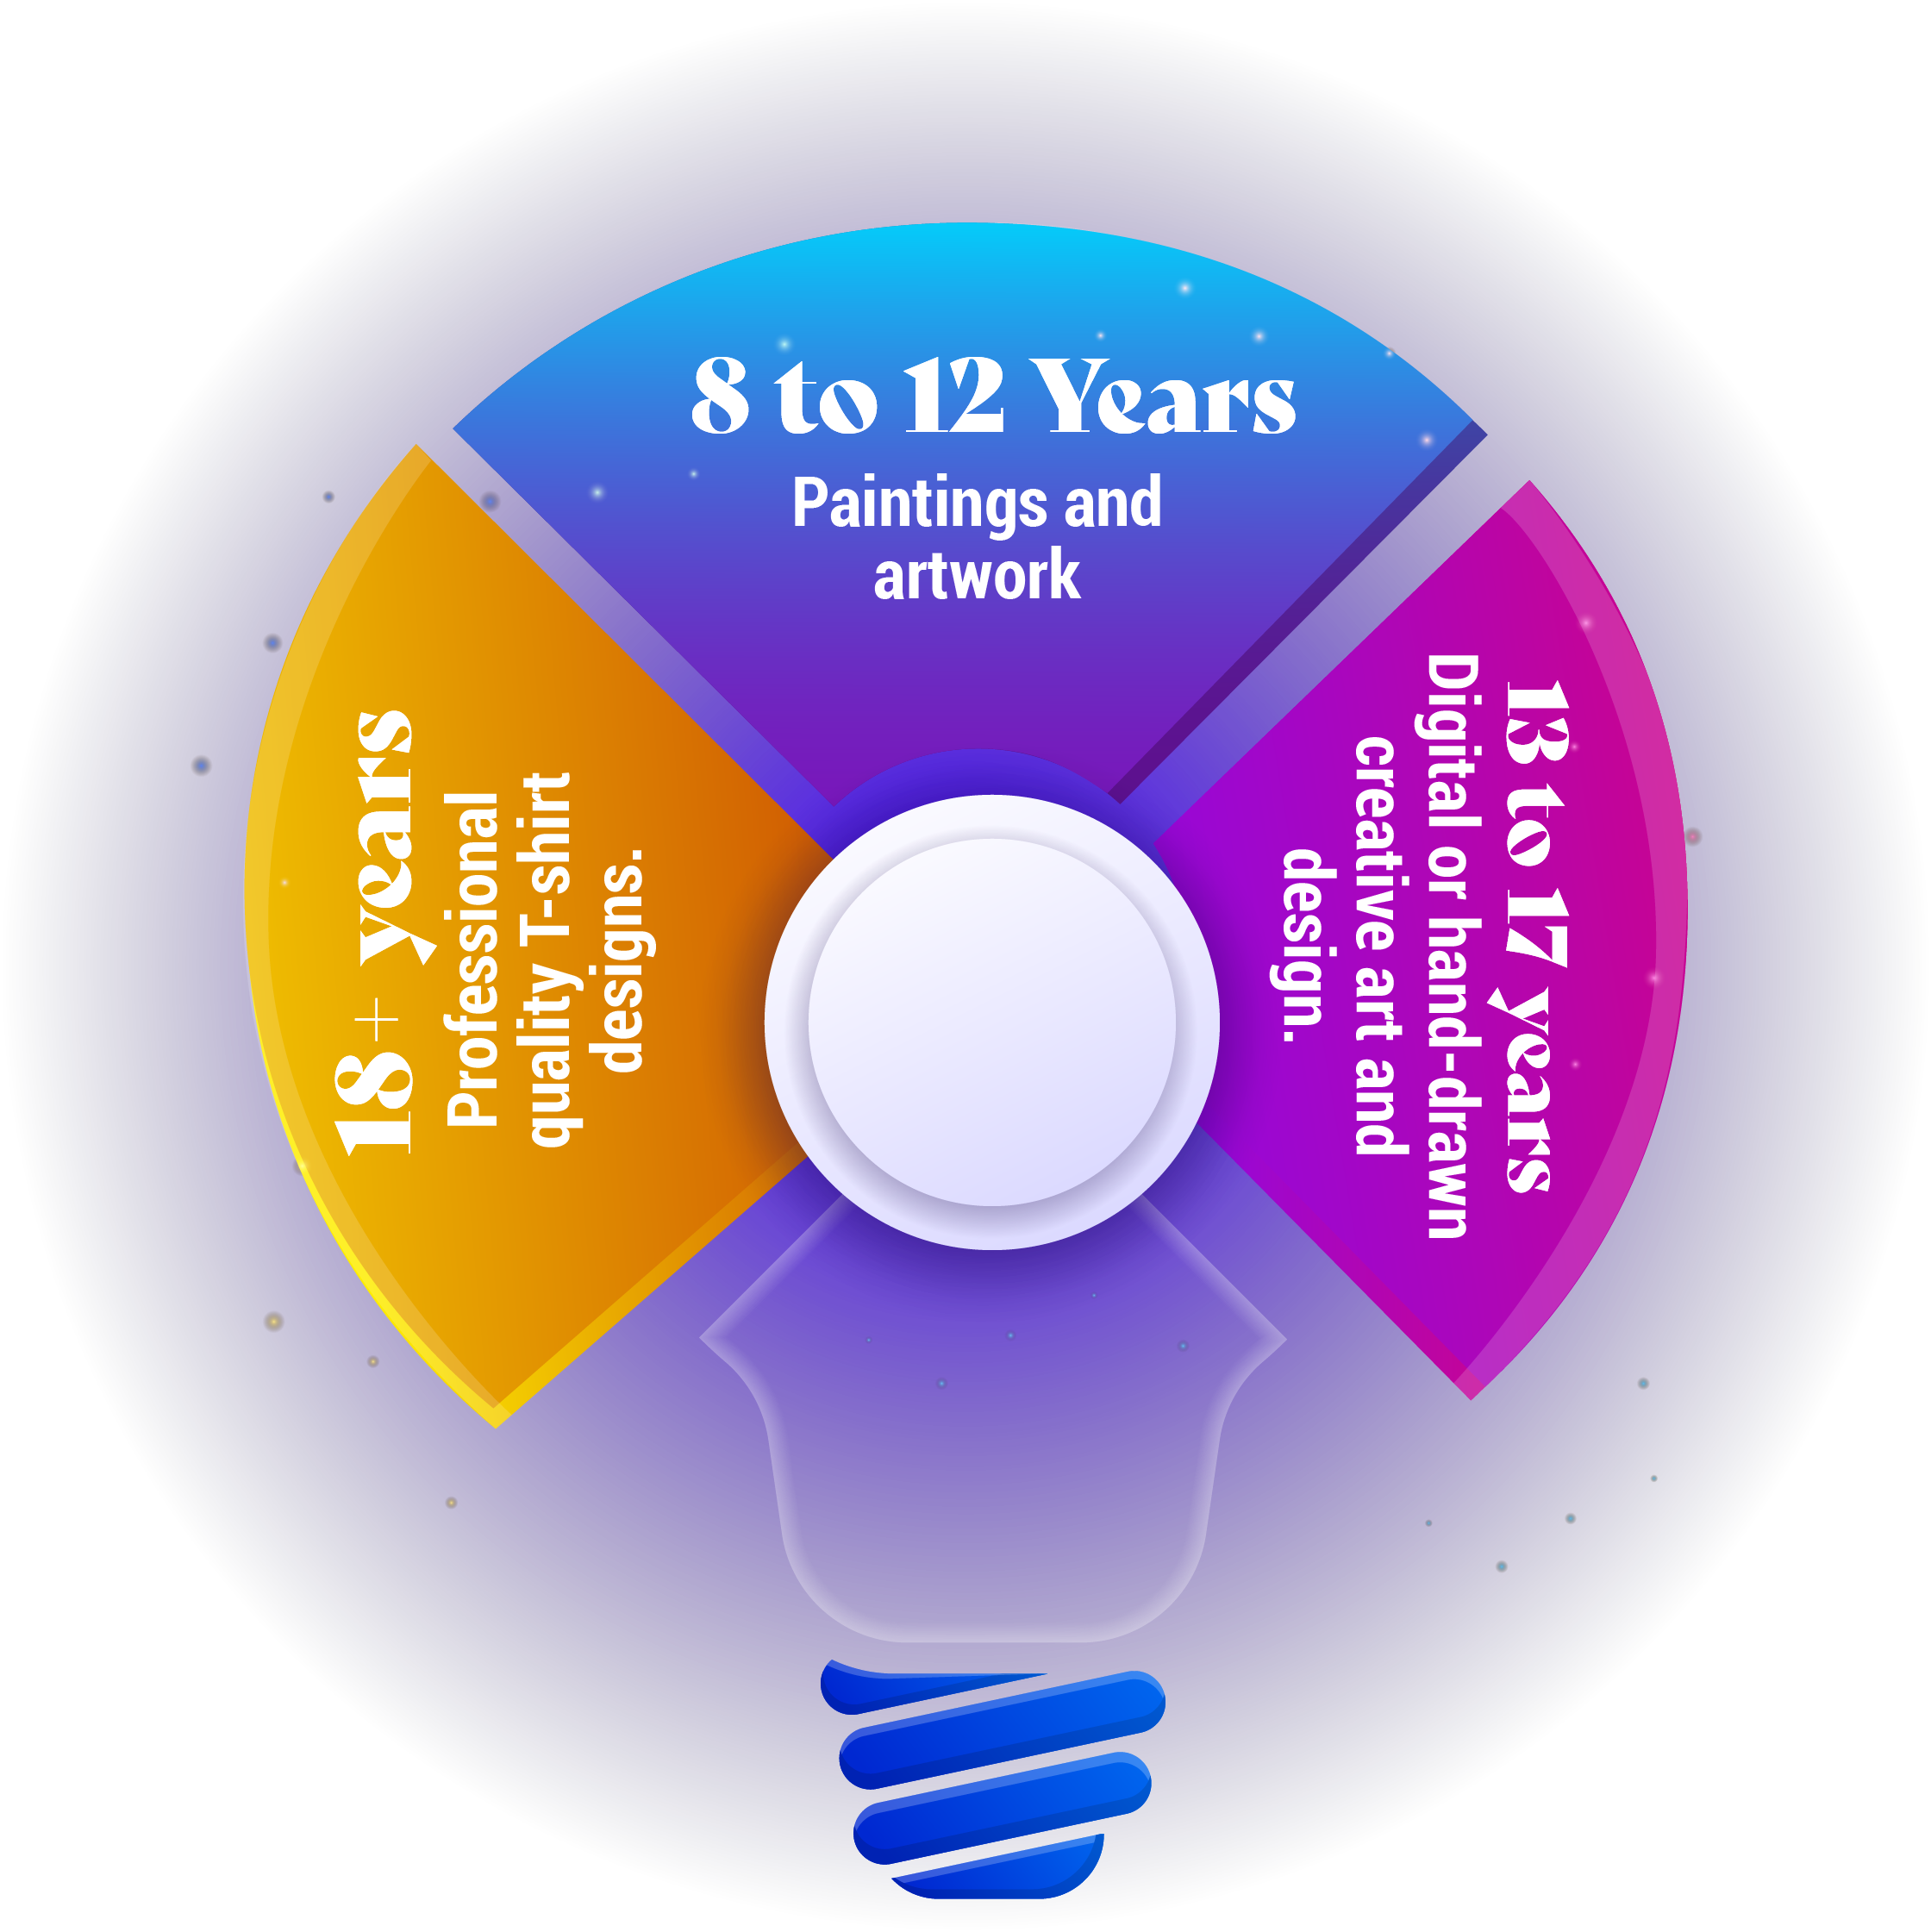 8 to 12 Years
Paintings and
artwork
13 to 17 years
Digital or hand-drawn
creative art and
design.
18+ years
Professional
quality T-shirt
designs.